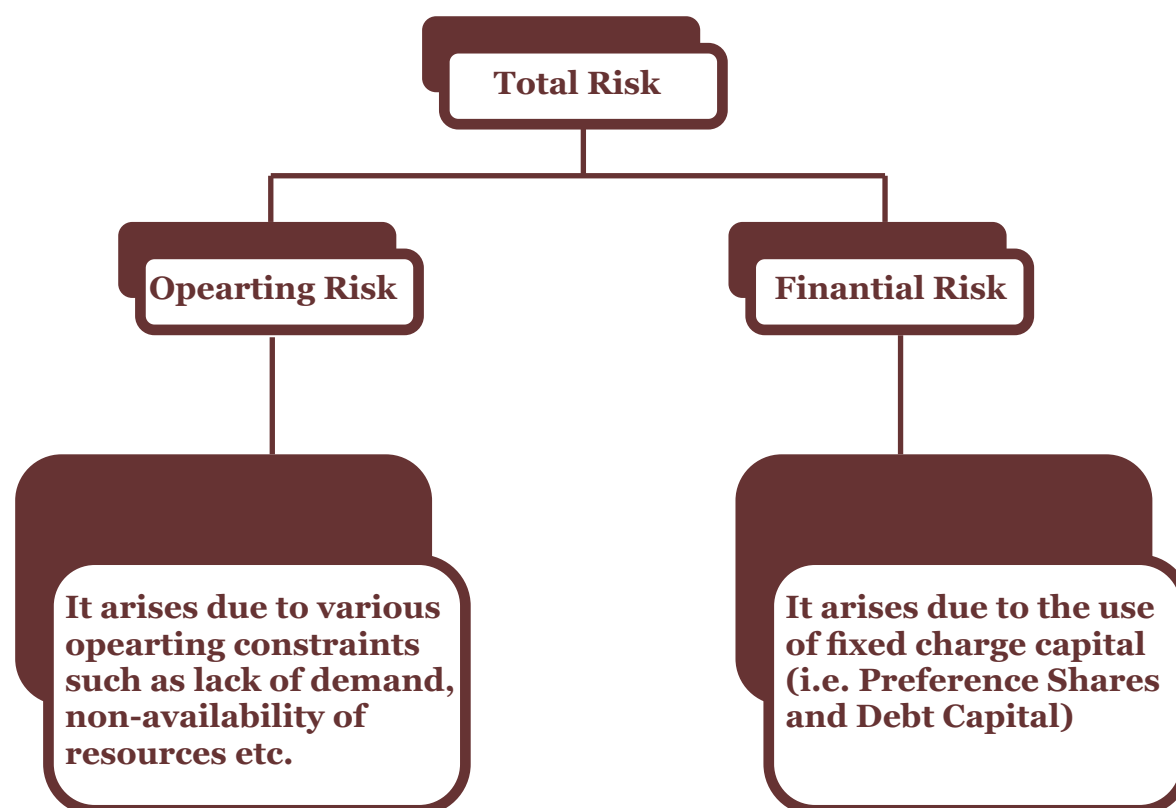 Total Risk
Opearting Risk
Finantial Risk
It arises due to various
opearting constraints
such as lack of demand,
non-availability of
resources etc.
It arises due to the use
of fixed charge capital
(i.e. Preference Shares
and Debt Capital)